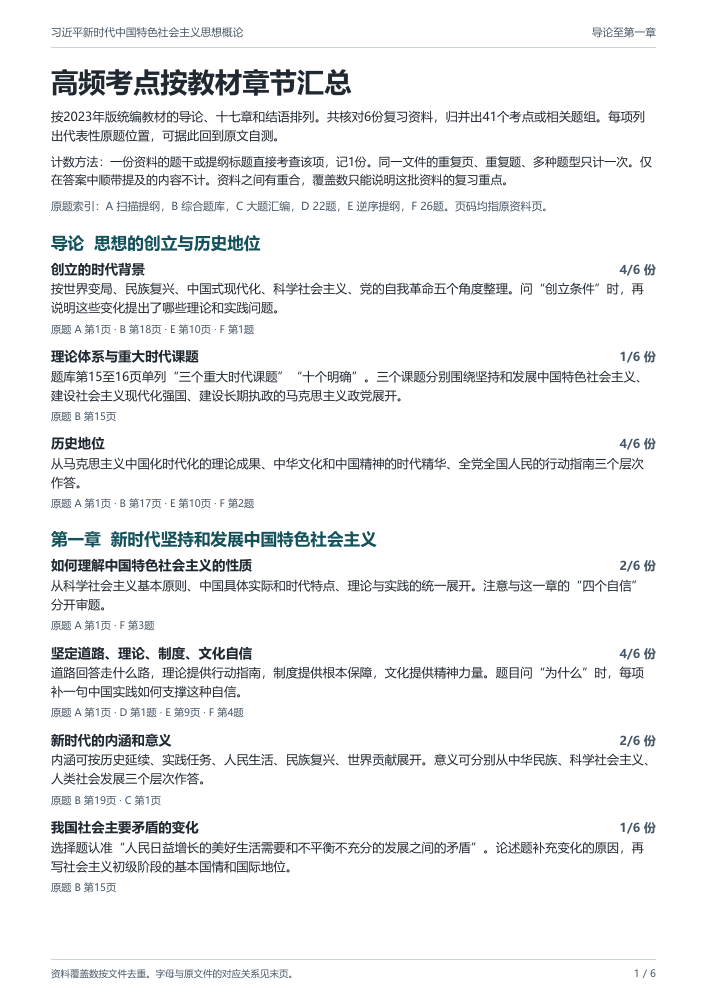 习近平新时代中国特色社会主义思想概论
导论至第一章
高频考点按教材章节汇总
按2023年版统编教材的导论、十七章和结语排列。共核对6份复习资料，归并出41个考点或相关题组。每项列
出代表性原题位置，可据此回到原文自测。
计数方法：一份资料的题干或提纲标题直接考查该项，记1份。同一文件的重复页、重复题、多种题型只计一次。仅
在答案中顺带提及的内容不计。资料之间有重合，覆盖数只能说明这批资料的复习重点。
原题索引：A 扫描提纲，B 综合题库，C 大题汇编，D 22题，E 逆序提纲，F 26题。页码均指原资料页。
导论 思想的创立与历史地位
创立的时代背景 4/6 份
按世界变局、民族复兴、中国式现代化、科学社会主义、党的自我革命五个角度整理。问“创立条件”时，再
说明这些变化提出了哪些理论和实践问题。
原题 A 第1页 · B 第18页 · E 第10页 · F 第1题
理论体系与重大时代课题 1/6 份
题库第15至16页单列“三个重大时代课题”“十个明确”。三个课题分别围绕坚持和发展中国特色社会主义、
建设社会主义现代化强国、建设长期执政的马克思主义政党展开。
原题 B 第15页
历史地位 4/6 份
从马克思主义中国化时代化的理论成果、中华文化和中国精神的时代精华、全党全国人民的行动指南三个层次
作答。
原题 A 第1页 · B 第17页 · E 第10页 · F 第2题
第一章 新时代坚持和发展中国特色社会主义
如何理解中国特色社会主义的性质 2/6 份
从科学社会主义基本原则、中国具体实际和时代特点、理论与实践的统一展开。注意与这一章的“四个自信”
分开审题。
原题 A 第1页 · F 第3题
坚定道路、理论、制度、文化自信 4/6 份
道路回答走什么路，理论提供行动指南，制度提供根本保障，文化提供精神力量。题目问“为什么”时，每项
补一句中国实践如何支撑这种自信。
原题 A 第1页 · D 第1题 · E 第9页 · F 第4题
新时代的内涵和意义 2/6 份
内涵可按历史延续、实践任务、人民生活、民族复兴、世界贡献展开。意义可分别从中华民族、科学社会主义、
人类社会发展三个层次作答。
原题 B 第19页 · C 第1页
我国社会主要矛盾的变化 1/6 份
选择题认准“人民日益增长的美好生活需要和不平衡不充分的发展之间的矛盾”。论述题补充变化的原因，再
写社会主义初级阶段的基本国情和国际地位。
原题 B 第15页
资料覆盖数按文件去重。字母与原文件的对应关系见末页。
1 / 6